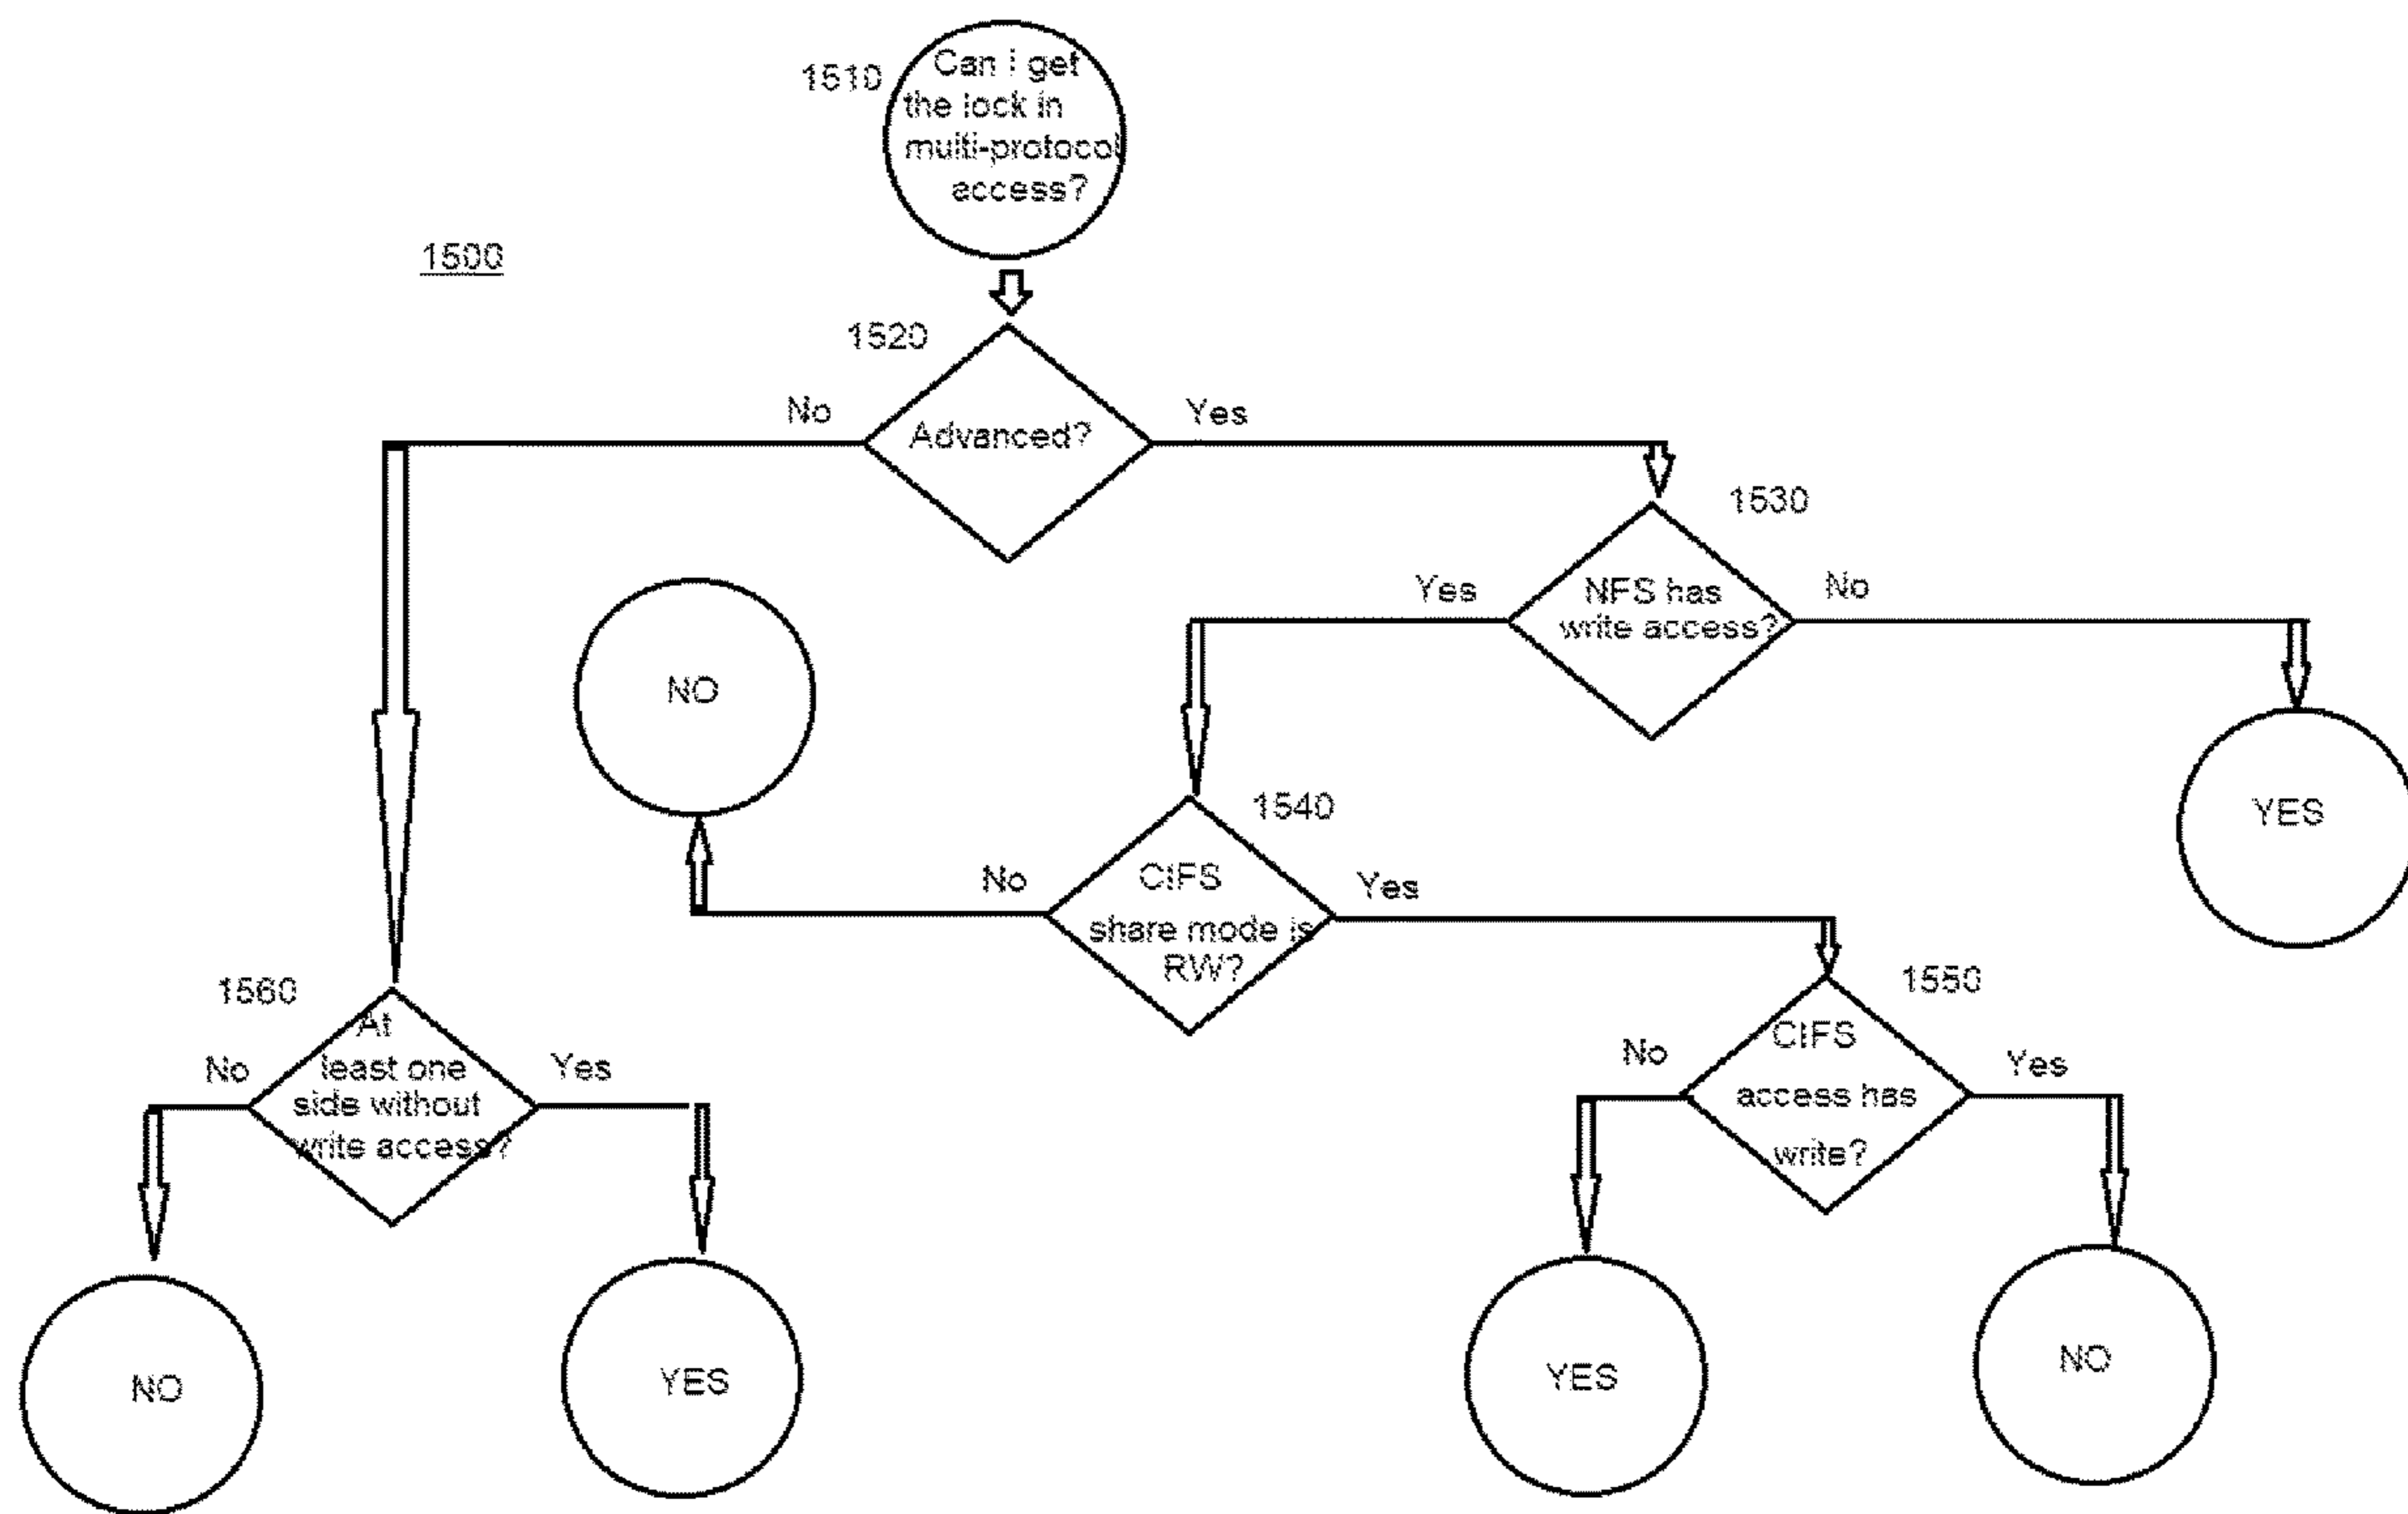 1510
Can i get
the lock in
multi-protocol
access?
1500
1520
No
Advanced?
Yes
1530
Yes
NFS has
write access?
No
NO
YES
1540
No
CIFS
share mode is
RW?
Yes
1560
No
At
least one
side without
write access?
Yes
1550
No
CIFS
access has
write?
Yes
NO
YES
YES
NO